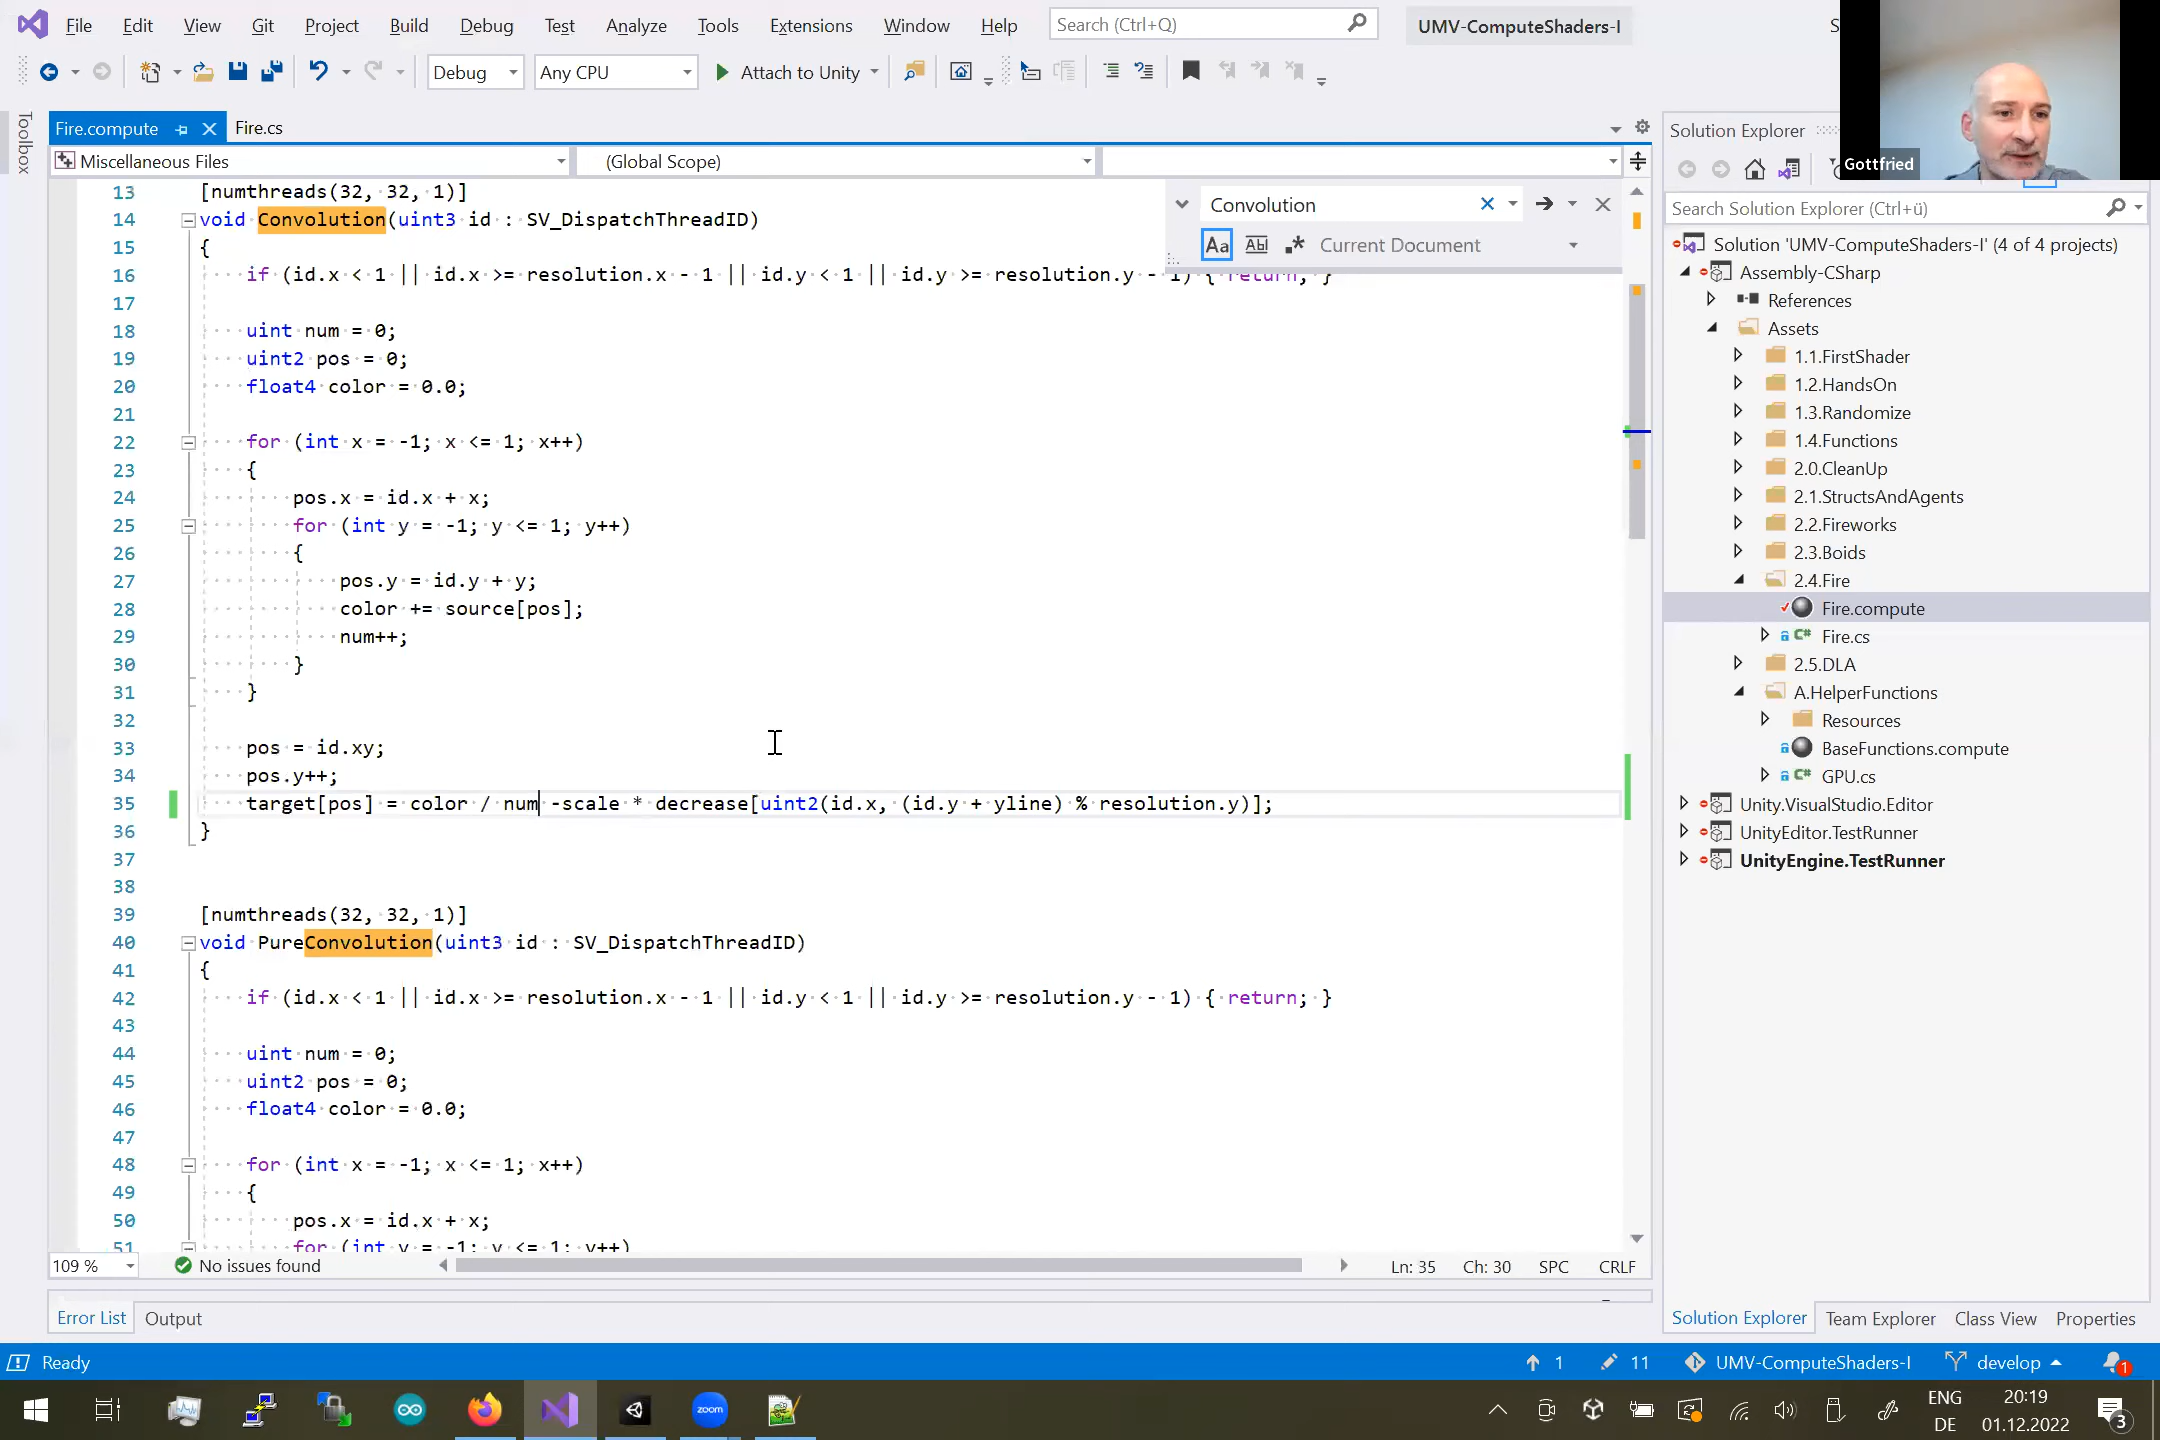 File Edit View Git Project Build Debug Test Analyze Tools Extensions Window Help Search (Ctrl+Q) UMV-ComputeShaders-I S
Debug Any CPU Attach to Unity
Gottfried
Toolbox
Fire.compute Fire.cs
Miscellaneous Files (Global Scope)
13 [numthreads(32, 32, 1)]
14 void Convolution(uint3 id : SV_DispatchThreadID)
15 {
16 if (id.x < 1 || id.x >= resolution.x - 1 || id.y < 1 || id.y >= resolution.y - 1) { return; }
17
18 uint num = 0;
19 uint2 pos = 0;
20 float4 color = 0.0;
21
22 for (int x = -1; x <= 1; x++)
23 {
24 pos.x = id.x + x;
25 for (int y = -1; y <= 1; y++)
26 {
27 pos.y = id.y + y;
28 color += source[pos];
29 num++;
30 }
31 }
32
33 pos = id.xy;
34 pos.y++;
35 target[pos] = color / num -scale * decrease[uint2(id.x, (id.y + yline) % resolution.y)];
36 }
37
38
39 [numthreads(32, 32, 1)]
40 void PureConvolution(uint3 id : SV_DispatchThreadID)
41 {
42 if (id.x < 1 || id.x >= resolution.x - 1 || id.y < 1 || id.y >= resolution.y - 1) { return; }
43
44 uint num = 0;
45 uint2 pos = 0;
46 float4 color = 0.0;
47
48 for (int x = -1; x <= 1; x++)
49 {
50 pos.x = id.x + x;
51 for (int y = -1; y <= 1; y++)
Convolution
Aa Abl .* Current Document
109 % No issues found Ln: 35 Ch: 30 SPC CRLF
Error List Output
Solution Explorer
Search Solution Explorer (Ctrl+ü)
Solution 'UMV-ComputeShaders-I' (4 of 4 projects)
Assembly-CSharp
References
Assets
1.1.FirstShader
1.2.HandsOn
1.3.Randomize
1.4.Functions
2.0.CleanUp
2.1.StructsAndAgents
2.2.Fireworks
2.3.Boids
2.4.Fire
Fire.compute
C# Fire.cs
2.5.DLA
A.HelperFunctions
Resources
BaseFunctions.compute
C# GPU.cs
Unity.VisualStudio.Editor
UnityEditor.TestRunner
UnityEngine.TestRunner
Solution Explorer Team Explorer Class View Properties
Ready 1 11 UMV-ComputeShaders-I develop 1
zoom
ENG
DE
20:19
01.12.2022
3